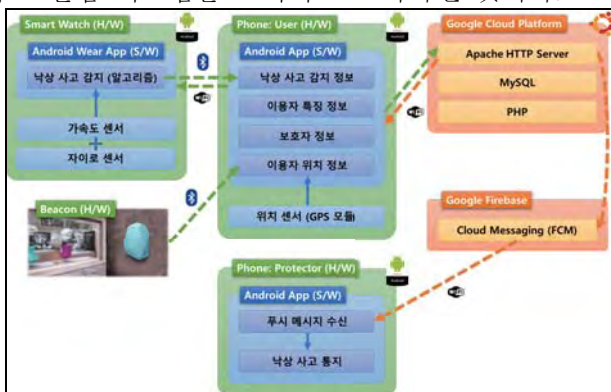 Smart Watch (H/W)
Android Wear App (S/W)
낙상 사고 감지 (알고리즘)
가속도 센서
자이로 센서
Beacon (H/W)
Phone: User (H/W)
Android App (S/W)
낙상 사고 감지 정보
이용자 특징 정보
보호자 정보
이용자 위치 정보
위치 센서 (GPS 모듈)
Google Cloud Platform
Apache HTTP Server
MySQL
PHP
Google Firebase
Cloud Messaging (FCM)
Phone: Protector (H/W)
Android App (S/W)
푸시 메시지 수신
낙상 사고 통지